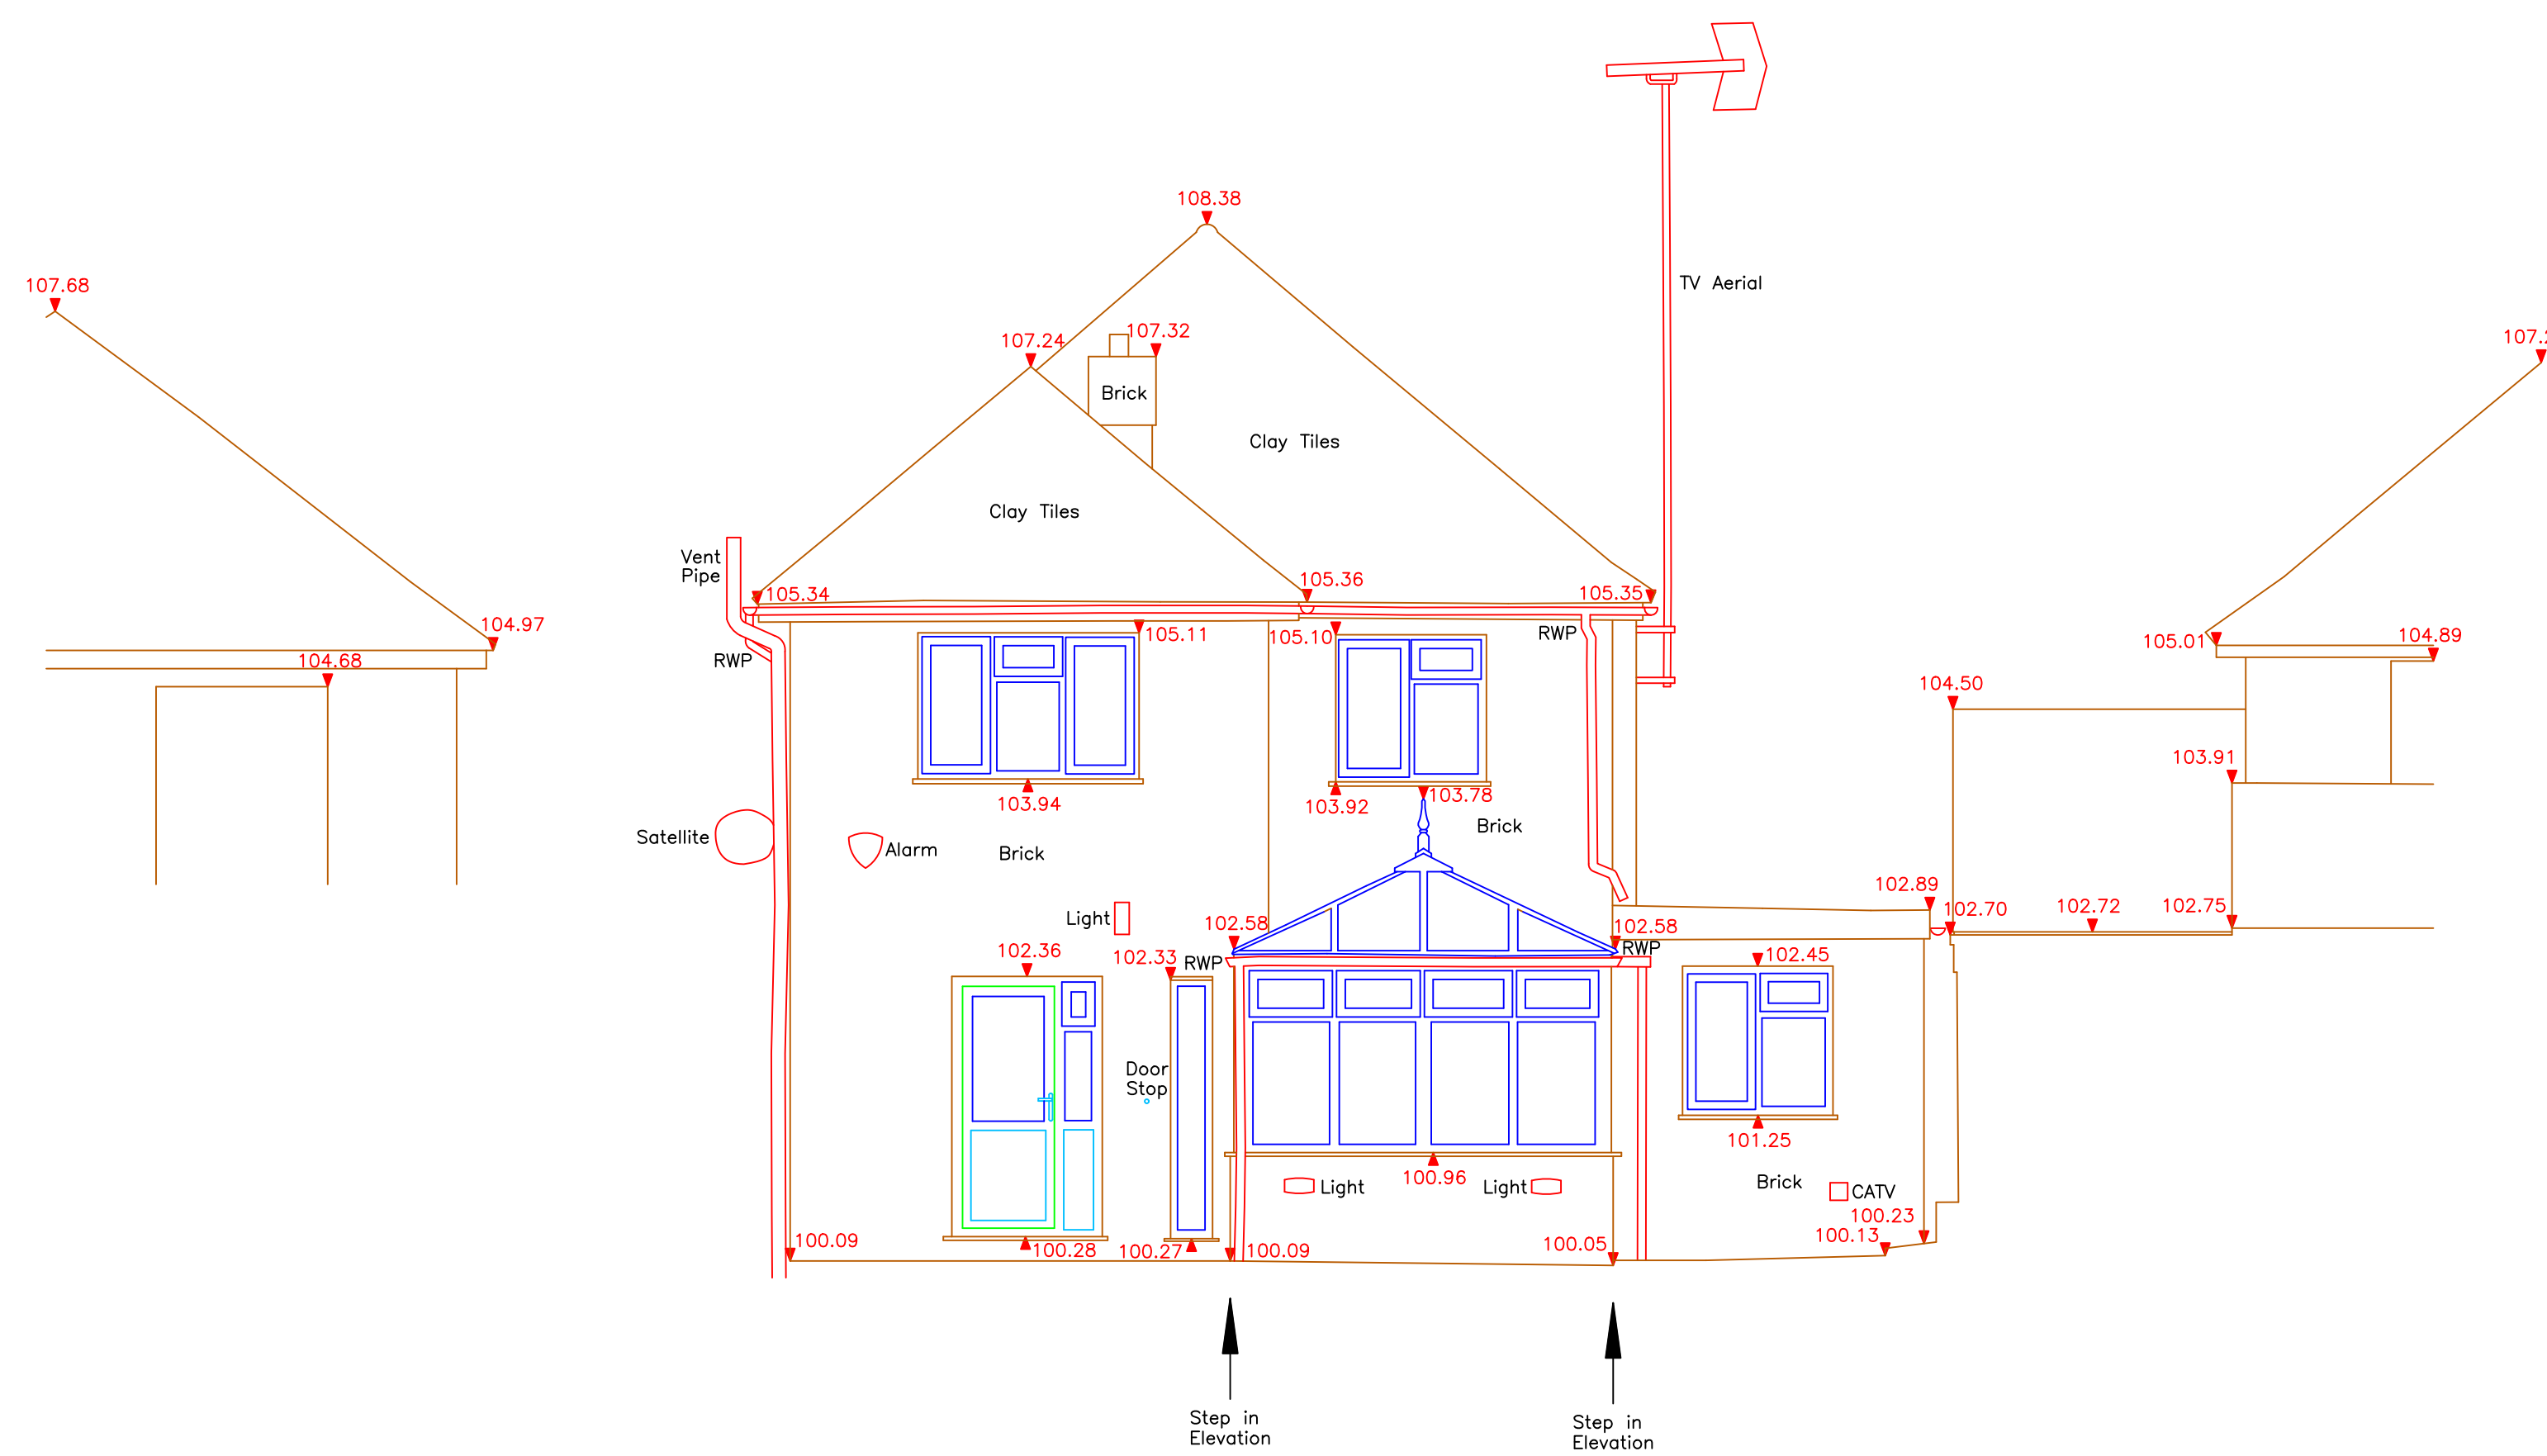 108.38
TV Aerial
107.68
107.24
107.32
Brick
Clay Tiles
Clay Tiles
Vent
Pipe
105.34
105.36
105.35
104.97
104.68
RWP
105.11
105.10
RWP
105.01
104.89
104.50
103.91
103.94
103.92
103.78
Satellite
Alarm
Brick
Brick
Light
102.58
102.58
102.89
102.70
102.72
102.75
102.36
102.33
RWP
RWP
102.45
Door
Stop
101.25
100.96
Light
Light
Brick
CATV
100.23
100.13
100.09
100.28
100.27
100.09
100.05
Step in
Elevation
Step in
Elevation